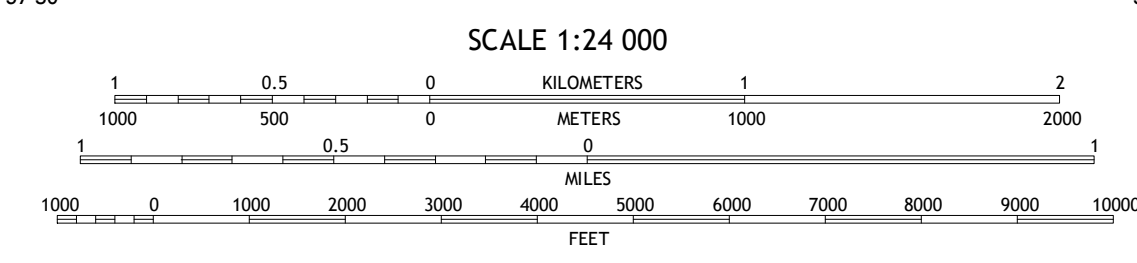 SCALE 1:24 000
1 0.5 0 KILOMETERS 1 2
1000 500 0 METERS 1000 2000
1 0.5 0 1
MILES
1000 0 1000 2000 3000 4000 5000 6000 7000 8000 9000 10000
FEET